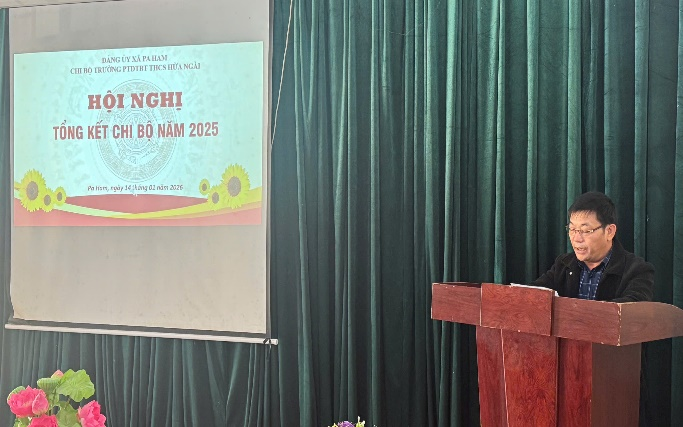 ĐẢNG ỦY XÃ PA HAM
CHI BỘ TRƯỜNG PTDTBT THCS HỪA NGÀI
HỘI NGHỊ
TỔNG KẾT CHI BỘ NĂM 2025
Pa Ham, ngày 14 tháng 01 năm 2026